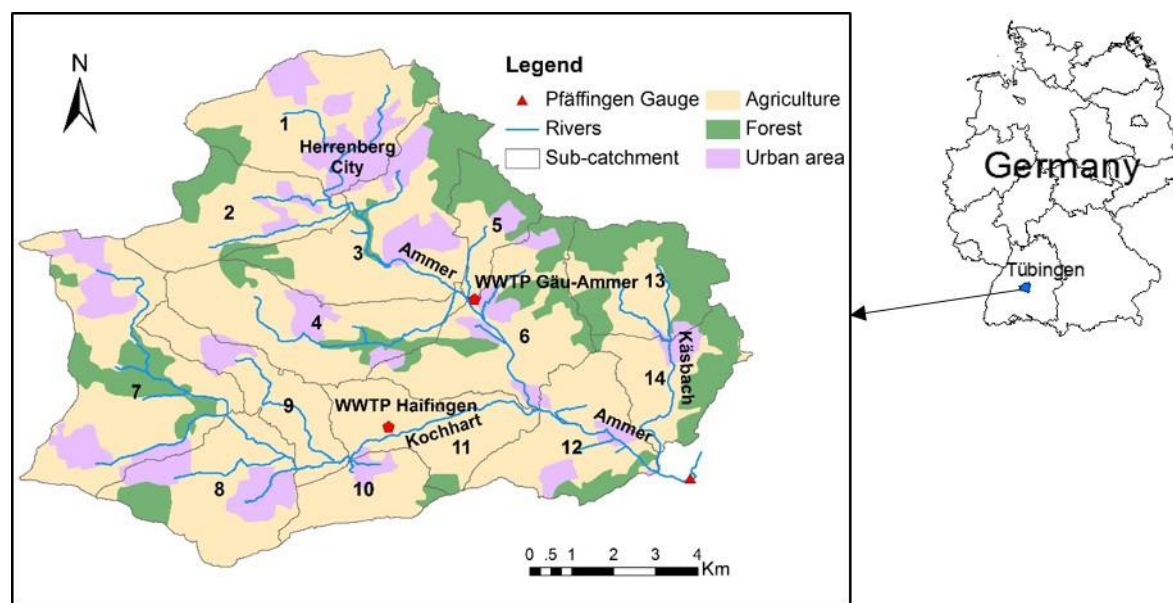 N
Legend
Pfäffingen Gauge
Rivers
Sub-catchment
Agriculture
Forest
Urban area
1
Herrenberg
City
2
3
Ammer
5
WWTP Gäu-Ammer
4
6
13
Käsbach
14
7
9
WWTP Haifingen
Kochhart
11
Ammer
12
8
10
0 .5 1 2 3 4
Km
Germany
Tübingen